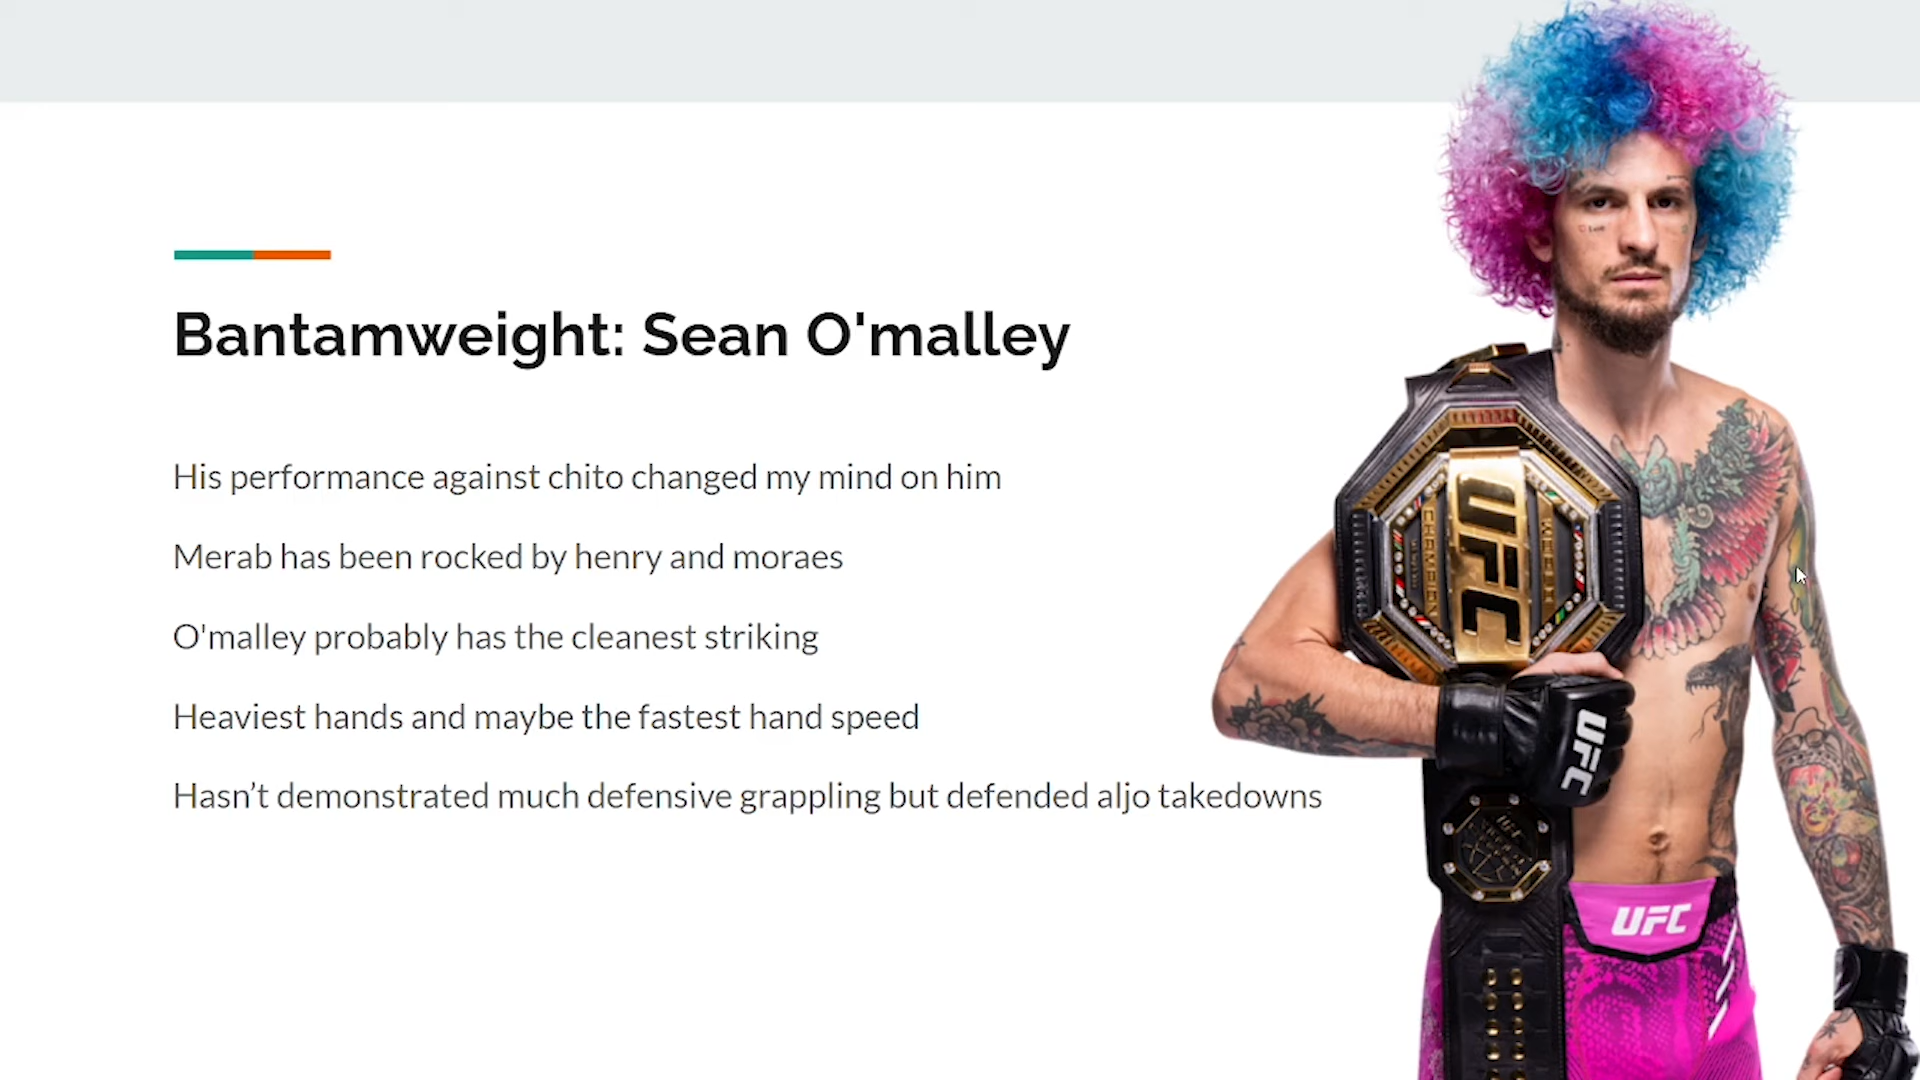 Bantamweight: Sean O'malley
His performance against chito changed my mind on him
Merab has been rocked by henry and moraes
O'malley probably has the cleanest striking
Heaviest hands and maybe the fastest hand speed
Hasn’t demonstrated much defensive grappling but defended aljo takedowns
UFC
CHAMPION
UFC
UFC